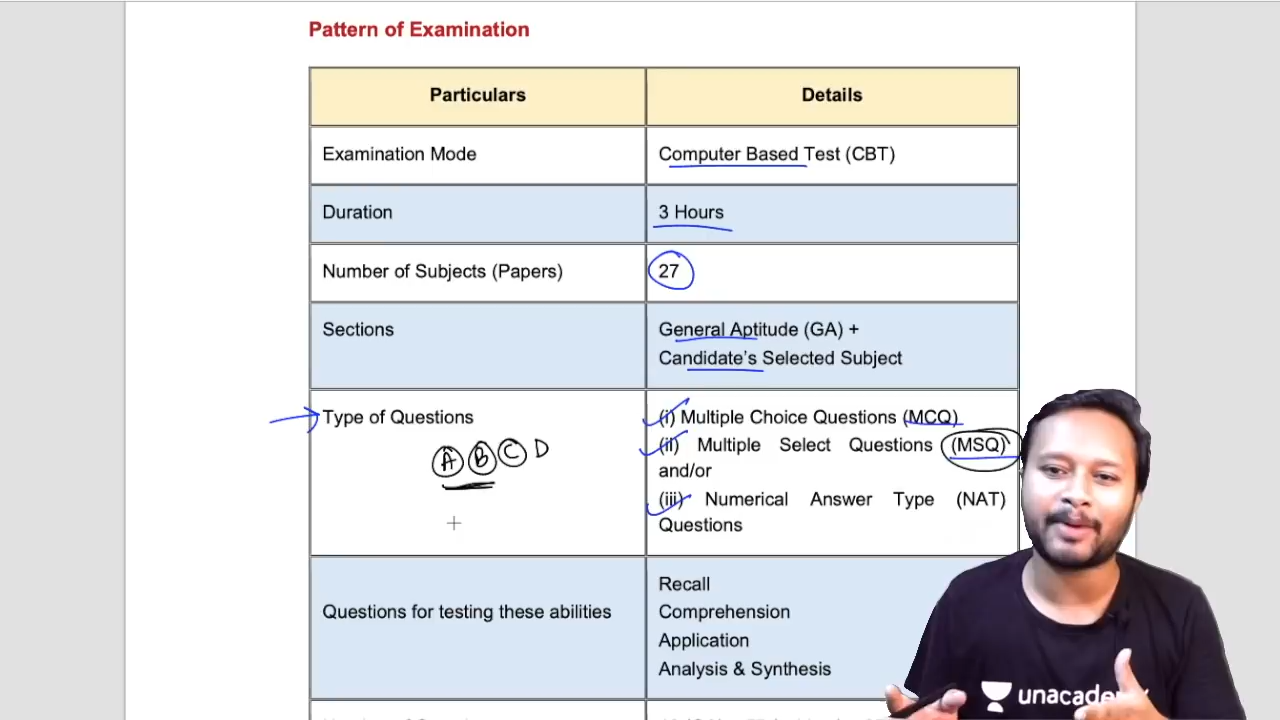 Pattern of Examination
Particulars Details
Examination Mode Computer Based Test (CBT)
Duration 3 Hours
Number of Subjects (Papers) 27
Sections General Aptitude (GA) +
Candidate's Selected Subject
Type of Questions (i) Multiple Choice Questions (MCQ)
A B C D (ii) Multiple Select Questions (MSQ)
and/or
(iii) Numerical Answer Type (NAT)
Questions
Recall
Questions for testing these abilities Comprehension
Application
Analysis & Synthesis
unacademy